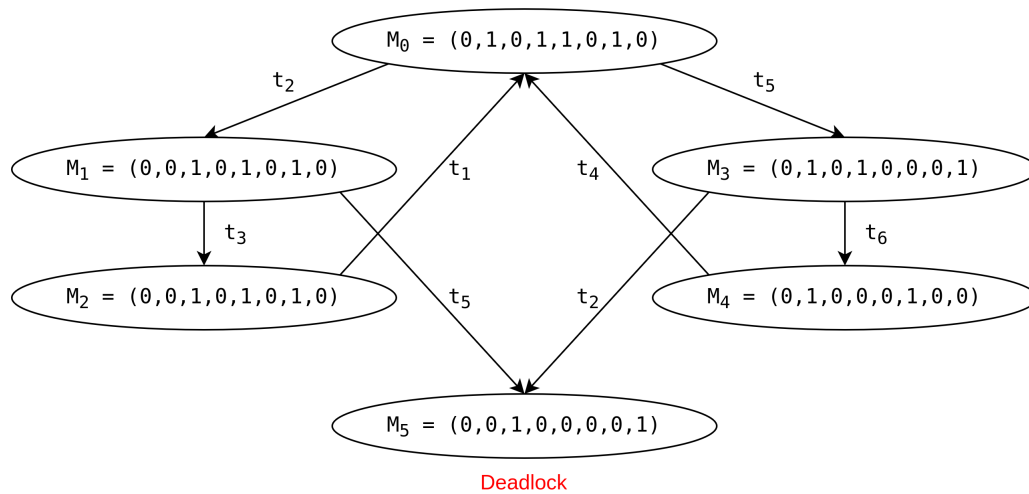 M₀ = (0,1,0,1,1,0,1,0)
t₂
t₅
M₁ = (0,0,1,0,1,0,1,0)
t₁
t₄
M₃ = (0,1,0,1,0,0,0,1)
t₃
t₆
M₂ = (0,0,1,0,1,0,1,0)
t₅
t₂
M₄ = (0,1,0,0,0,1,0,0)
M₅ = (0,0,1,0,0,0,0,1)
Deadlock